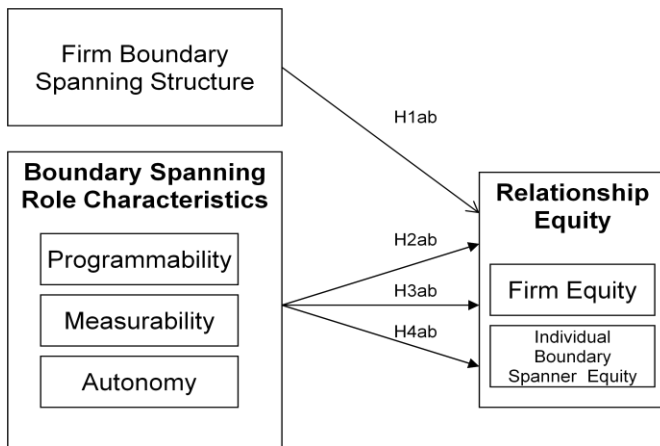 Firm Boundary
Spanning Structure
H1ab
Boundary Spanning
Role Characteristics
Programmability
Measurability
Autonomy
H2ab
H3ab
H4ab
Relationship
Equity
Firm Equity
Individual
Boundary
Spanner Equity